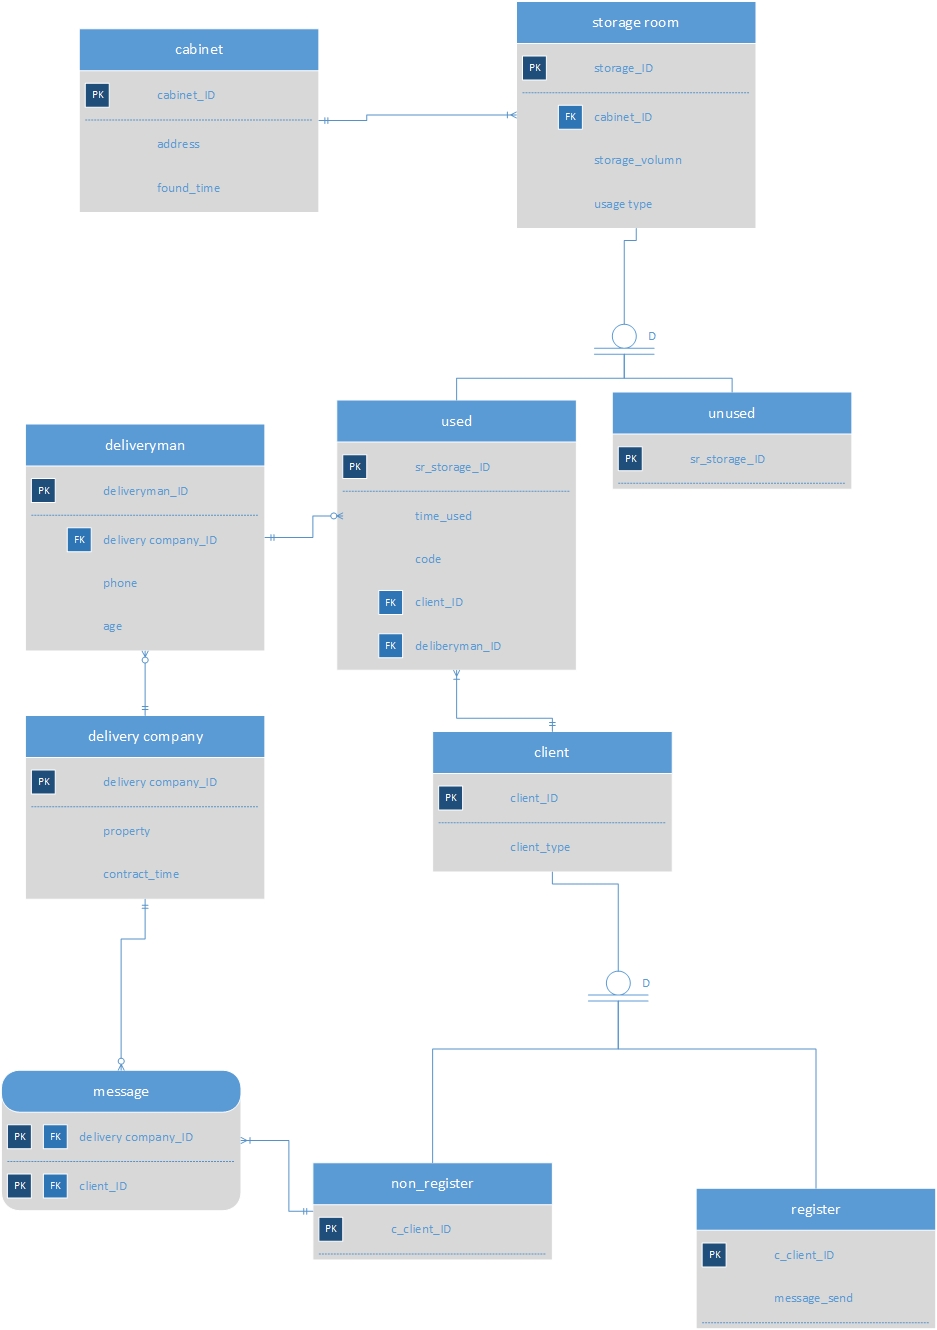 storage room
PK storage_ID
FK cabinet_ID
storage_volumn
usage type
cabinet
PK cabinet_ID
address
found_time
D
used
PK sr_storage_ID
time_used
code
FK client_ID
FK deliberyman_ID
unused
PK sr_storage_ID
deliveryman
PK deliveryman_ID
FK delivery company_ID
phone
age
delivery company
PK delivery company_ID
property
contract_time
client
PK client_ID
client_type
D
message
PK FK delivery company_ID
PK FK client_ID
non_register
PK c_client_ID
register
PK c_client_ID
message_send